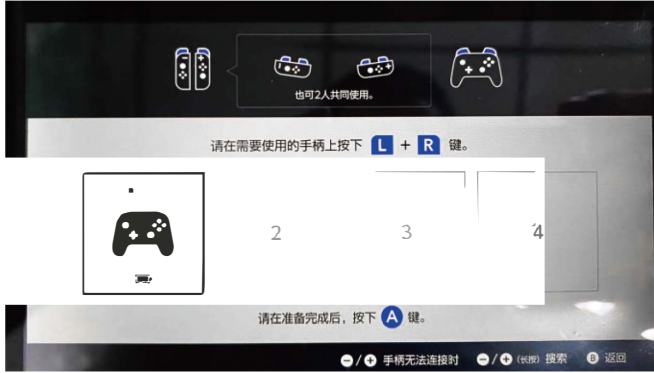 也可2人共同使用。
请在需要使用的手柄上按下 L + R 键。
2 3 4
请在准备完成后，按下 A 键。
手柄无法连接时 (长按) 搜索 B 返回